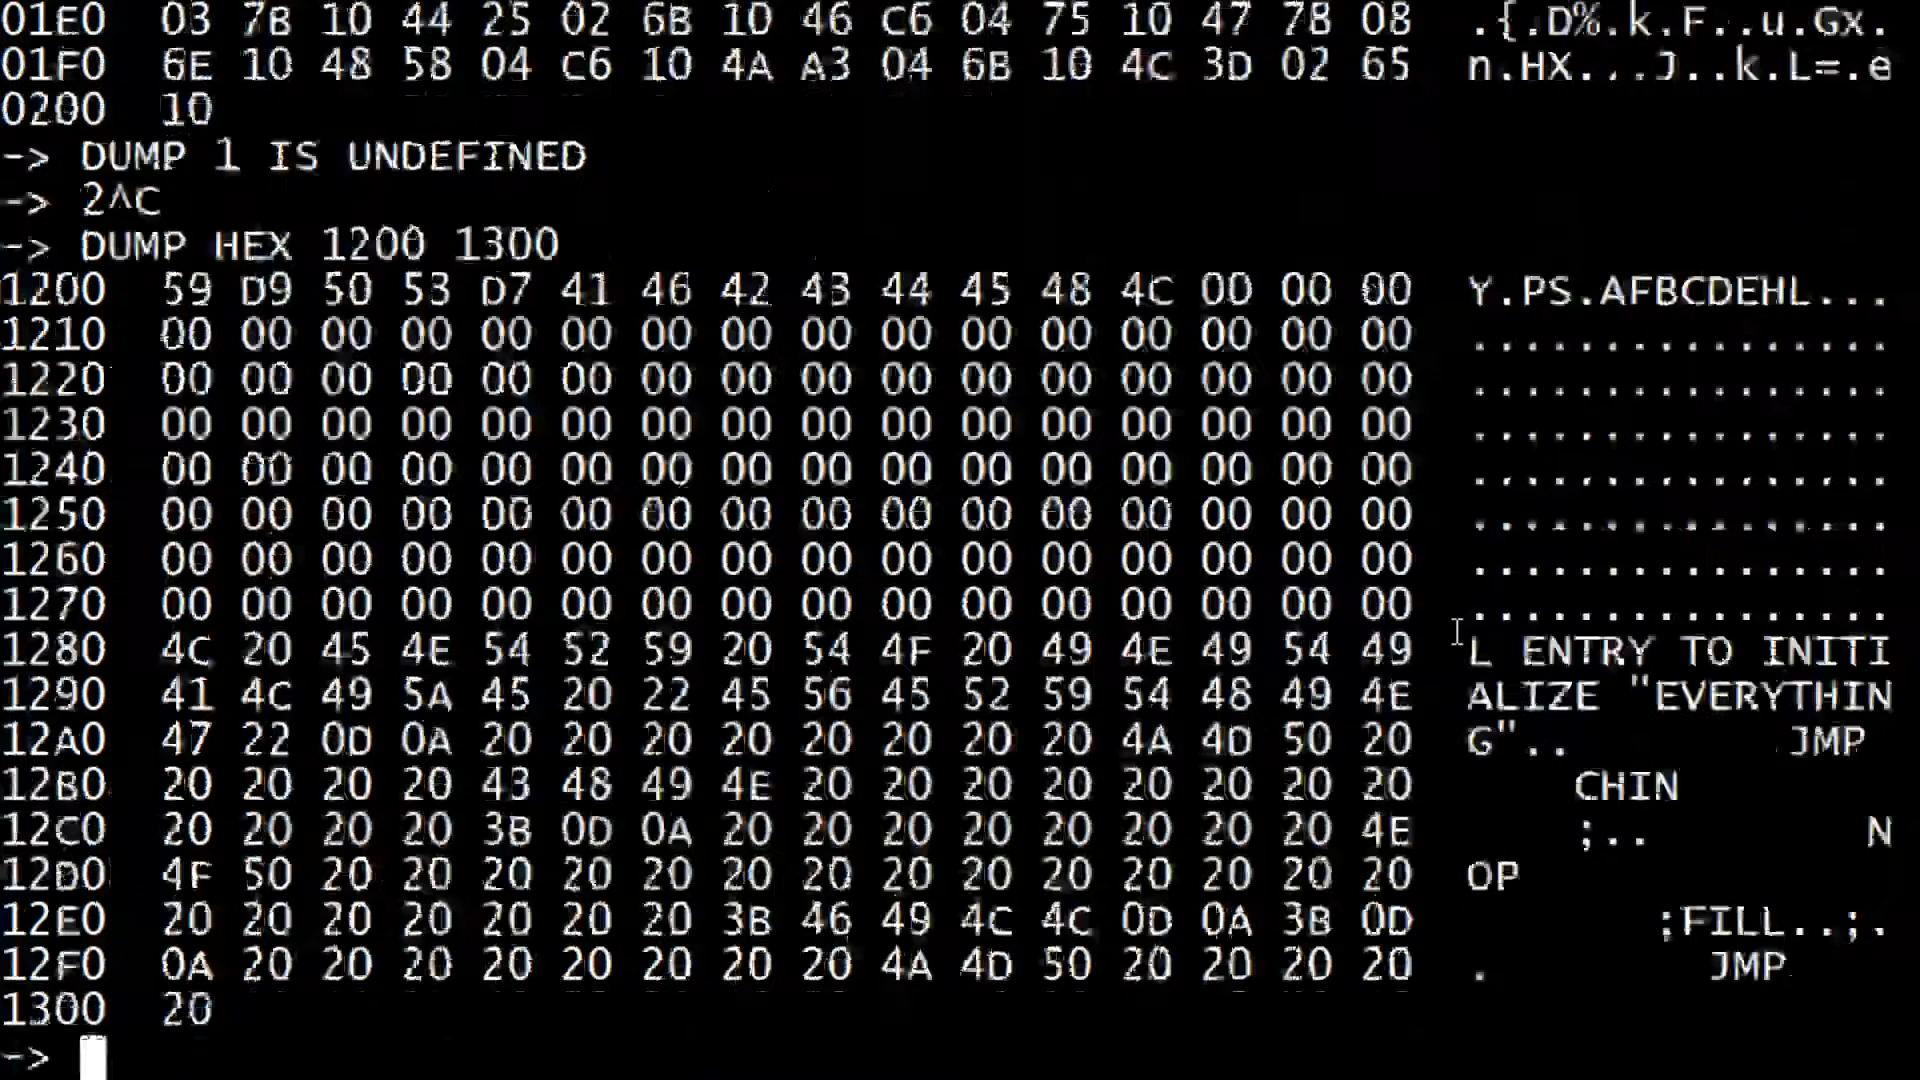 01E0 03 7B 10 44 25 02 6B 10 46 C6 04 75 10 47 78 08 .{.D%.k.F..u.Gx.
01F0 6E 10 48 58 04 C6 10 4A A3 04 6B 10 4C 3D 02 65 n.HX...J..k.L=.e
0200 10
-> DUMP 1 IS UNDEFINED
-> 2^C
-> DUMP HEX 1200 1300
1200 59 D9 50 53 D7 41 46 42 43 44 45 48 4C 00 00 00 Y.PS.AFBCDEHL...
1210 00 00 00 00 00 00 00 00 00 00 00 00 00 00 00 00 ................
1220 00 00 00 00 00 00 00 00 00 00 00 00 00 00 00 00 ................
1230 00 00 00 00 00 00 00 00 00 00 00 00 00 00 00 00 ................
1240 00 00 00 00 00 00 00 00 00 00 00 00 00 00 00 00 ................
1250 00 00 00 00 00 00 00 00 00 00 00 00 00 00 00 00 ................
1260 00 00 00 00 00 00 00 00 00 00 00 00 00 00 00 00 ................
1270 00 00 00 00 00 00 00 00 00 00 00 00 00 00 00 00 ................
1280 4C 20 45 4E 54 52 59 20 54 4F 20 49 4E 49 54 49 L ENTRY TO INITI
1290 41 4C 49 5A 45 20 22 45 56 45 52 59 54 48 49 4E ALIZE "EVERYTHIN
12A0 47 22 0D 0A 20 20 20 20 20 20 20 20 4A 4D 50 20 G"..        JMP
12B0 20 20 20 20 43 48 49 4E 20 20 20 20 20 20 20 20     CHIN
12C0 20 20 20 20 3B 0D 0A 20 20 20 20 20 20 20 20 4E     ;..        N
12D0 4F 50 20 20 20 20 20 20 20 20 20 20 20 20 20 20 OP
12E0 20 20 20 20 20 20 20 3B 46 49 4C 4C 0D 0A 3B 0D        ;FILL..;.
12F0 0A 20 20 20 20 20 20 20 20 4A 4D 50 20 20 20 20 .        JMP
1300 20
->